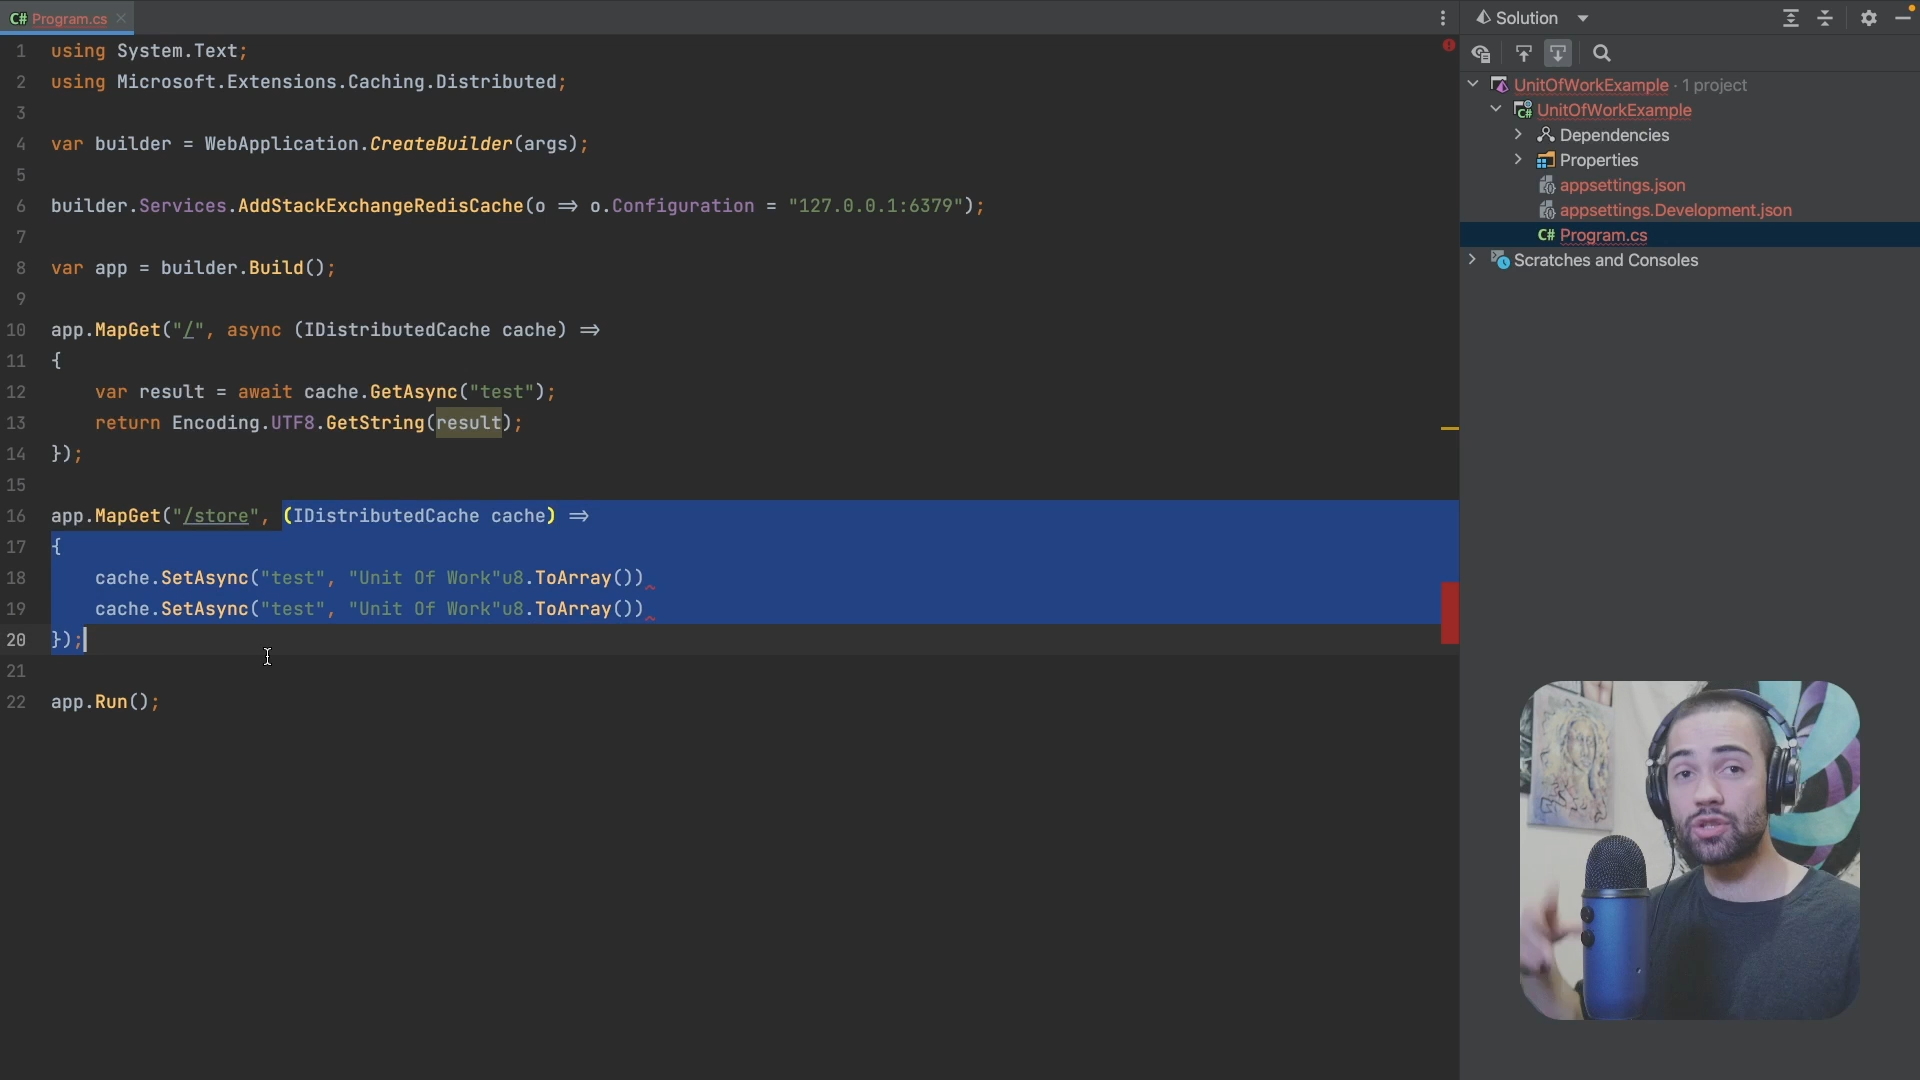 C# Program.cs
Solution
1 using System.Text;
2 using Microsoft.Extensions.Caching.Distributed;
3
4 var builder = WebApplication.CreateBuilder(args);
5
6 builder.Services.AddStackExchangeRedisCache(o => o.Configuration = "127.0.0.1:6379");
7
8 var app = builder.Build();
9
10 app.MapGet("/", async (IDistributedCache cache) =>
11 {
12 var result = await cache.GetAsync("test");
13 return Encoding.UTF8.GetString(result);
14 });
15
16 app.MapGet("/store", (IDistributedCache cache) =>
17 {
18 cache.SetAsync("test", "Unit Of Work"u8.ToArray())
19 cache.SetAsync("test", "Unit Of Work"u8.ToArray())
20 });
21
22 app.Run();
UnitOfWorkExample · 1 project
C# UnitOfWorkExample
Dependencies
Properties
appsettings.json
appsettings.Development.json
C# Program.cs
Scratches and Consoles